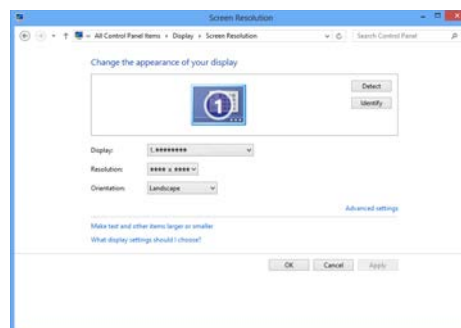 Screen Resolution
« All Control Panel Items › Display › Screen Resolution
Search Control Panel
Change the appearance of your display
1
Detect
Identify
Display: 1.********
Resolution: **** x ****
Orientation: Landscape
Advanced settings
Make text and other items larger or smaller
What display settings should I choose?
OK Cancel Apply